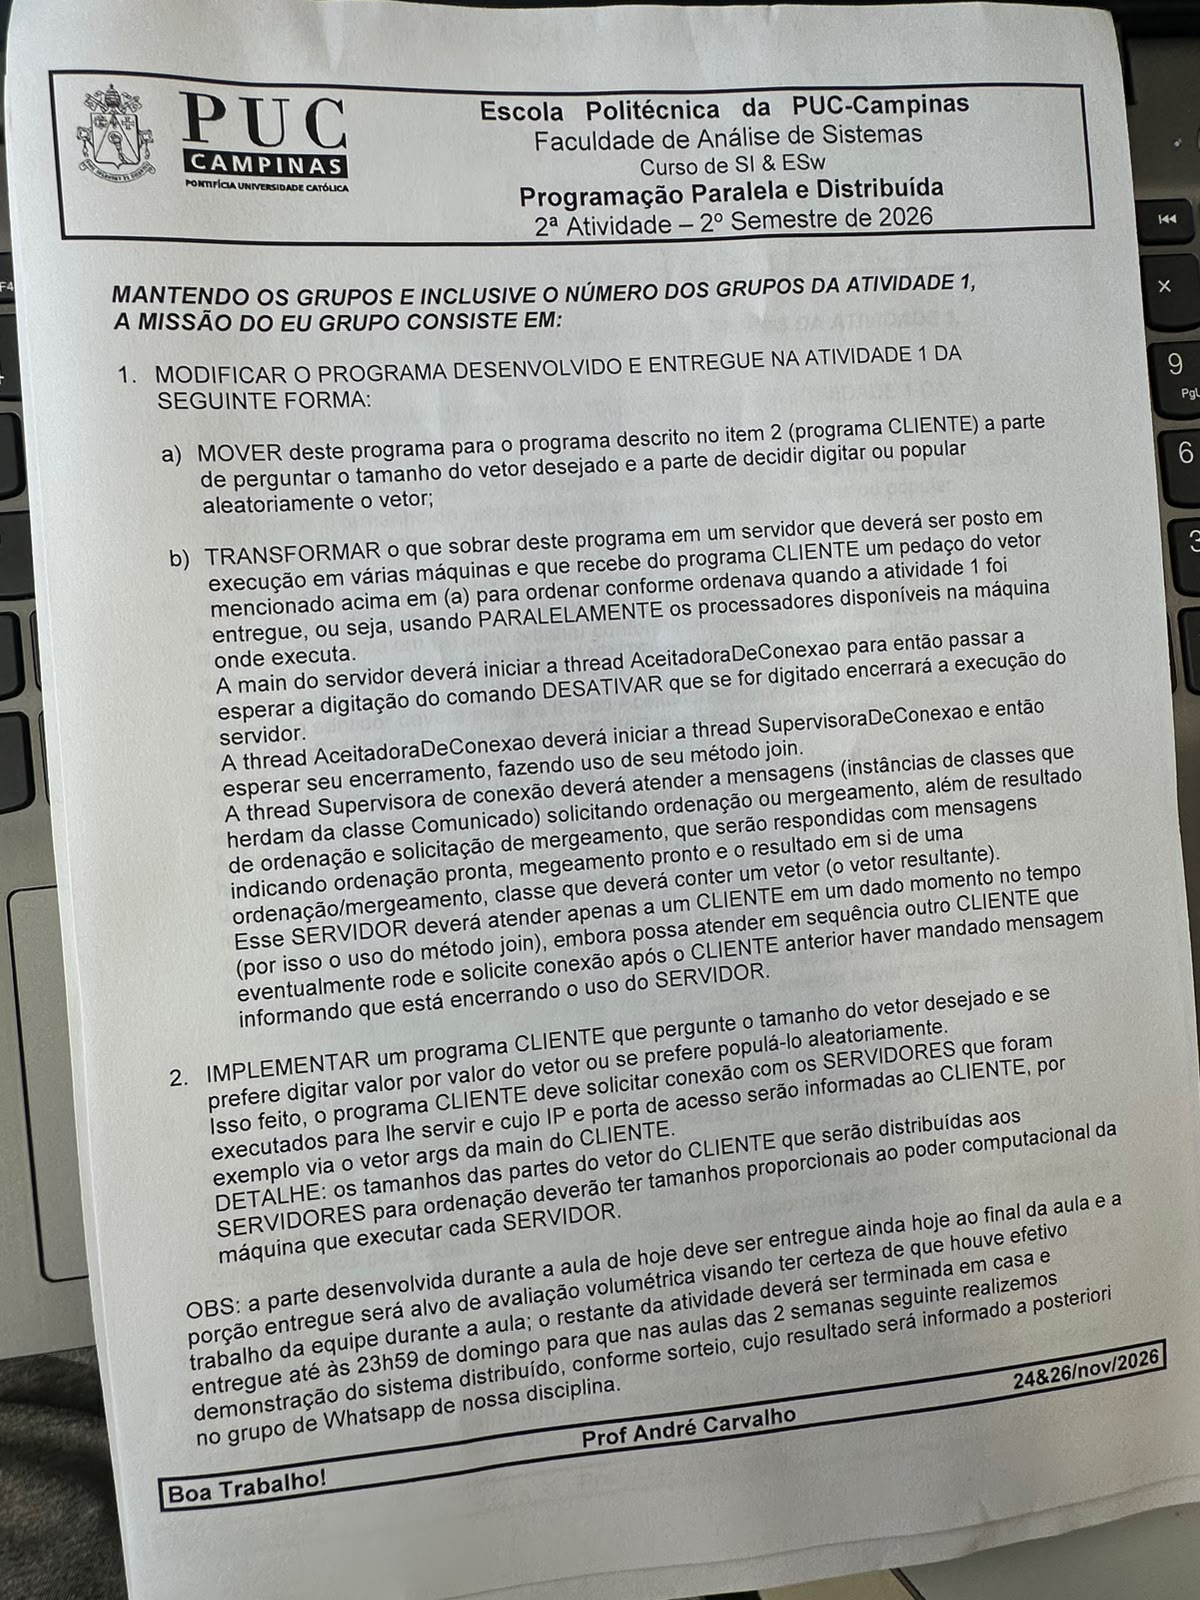 PUC
CAMPINAS
PONTIFÍCIA UNIVERSIDADE CATÓLICA
Escola Politécnica da PUC-Campinas
Faculdade de Análise de Sistemas
Curso de SI & ESw
Programação Paralela e Distribuída
2ª Atividade – 2º Semestre de 2026
MANTENDO OS GRUPOS E INCLUSIVE O NÚMERO DOS GRUPOS DA ATIVIDADE 1,
A MISSÃO DO EU GRUPO CONSISTE EM:
1. MODIFICAR O PROGRAMA DESENVOLVIDO E ENTREGUE NA ATIVIDADE 1 DA
SEGUINTE FORMA:
a) MOVER deste programa para o programa descrito no item 2 (programa CLIENTE) a parte
de perguntar o tamanho do vetor desejado e a parte de decidir digitar ou popular
aleatoriamente o vetor;
b) TRANSFORMAR o que sobrar deste programa em um servidor que deverá ser posto em
execução em várias máquinas e que recebe do programa CLIENTE um pedaço do vetor
mencionado acima em (a) para ordenar conforme ordenava quando a atividade 1 foi
entregue, ou seja, usando PARALELAMENTE os processadores disponíveis na máquina
onde executa.
A main do servidor deverá iniciar a thread AceitadoraDeConexao para então passar a
esperar a digitação do comando DESATIVAR que se for digitado encerrará a execução do
servidor.
A thread AceitadoraDeConexao deverá iniciar a thread SupervisoraDeConexao e então
esperar seu encerramento, fazendo uso de seu método join.
A thread Supervisora de conexão deverá atender a mensagens (instâncias de classes que
herdam da classe Comunicado) solicitando ordenação ou mergeamento, além de resultado
de ordenação e solicitação de mergeamento, que serão respondidas com mensagens
indicando ordenação pronta, megeamento pronto e o resultado em si de uma
ordenação/mergeamento, classe que deverá conter um vetor (o vetor resultante).
Esse SERVIDOR deverá atender apenas a um CLIENTE em um dado momento no tempo
(por isso o uso do método join), embora possa atender em sequência outro CLIENTE que
eventualmente rode e solicite conexão após o CLIENTE anterior haver mandado mensagem
informando que está encerrando o uso do SERVIDOR.
2. IMPLEMENTAR um programa CLIENTE que pergunte o tamanho do vetor desejado e se
prefere digitar valor por valor do vetor ou se prefere populá-lo aleatoriamente.
Isso feito, o programa CLIENTE deve solicitar conexão com os SERVIDORES que foram
executados para lhe servir e cujo IP e porta de acesso serão informadas ao CLIENTE, por
exemplo via o vetor args da main do CLIENTE.
DETALHE: os tamanhos das partes do vetor do CLIENTE que serão distribuídas aos
SERVIDORES para ordenação deverão ter tamanhos proporcionais ao poder computacional da
máquina que executar cada SERVIDOR.
OBS: a parte desenvolvida durante a aula de hoje deve ser entregue ainda hoje ao final da aula e a
porção entregue será alvo de avaliação volumétrica visando ter certeza de que houve efetivo
trabalho da equipe durante a aula; o restante da atividade deverá ser terminada em casa e
entregue até às 23h59 de domingo para que nas aulas das 2 semanas seguinte realizemos
demonstração do sistema distribuído, conforme sorteio, cujo resultado será informado a posteriori
no grupo de Whatsapp de nossa disciplina.
Boa Trabalho!
Prof André Carvalho
24&26/nov/2026
F4
4
9
PgU
6
3